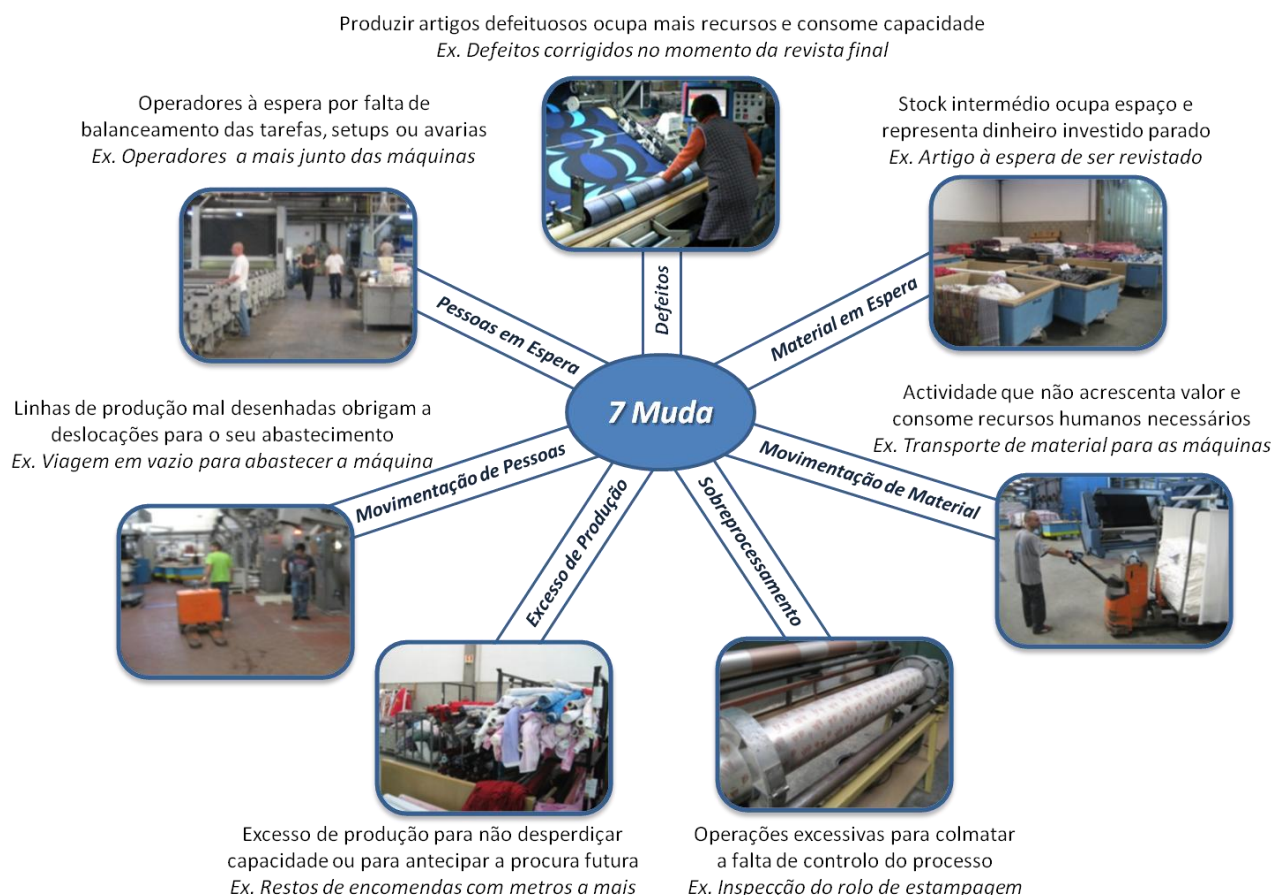 Produzir artigos defeituosos ocupa mais recursos e consome capacidade
Ex. Defeitos corrigidos no momento da revista final
Operadores à espera por falta de
balanceamento das tarefas, setups ou avarias
Ex. Operadores a mais junto das máquinas
Stock intermédio ocupa espaço e
representa dinheiro investido parado
Ex. Artigo à espera de ser revistado
Pessoas em Espera
Defeitos
Material em Espera
7 Muda
Linhas de produção mal desenhadas obrigam a
deslocações para o seu abastecimento
Ex. Viagem em vazio para abastecer a máquina
Actividade que não acrescenta valor e
consome recursos humanos necessários
Ex. Transporte de material para as máquinas
Movimentação de Pessoas
Excesso de Produção
Sobreprocessamento
Movimentação de Material
Excesso de produção para não desperdiçar
capacidade ou para antecipar a procura futura
Ex. Restos de encomendas com metros a mais
Operações excessivas para colmatar
a falta de controlo do processo
Ex. Inspecção do rolo de estampagem